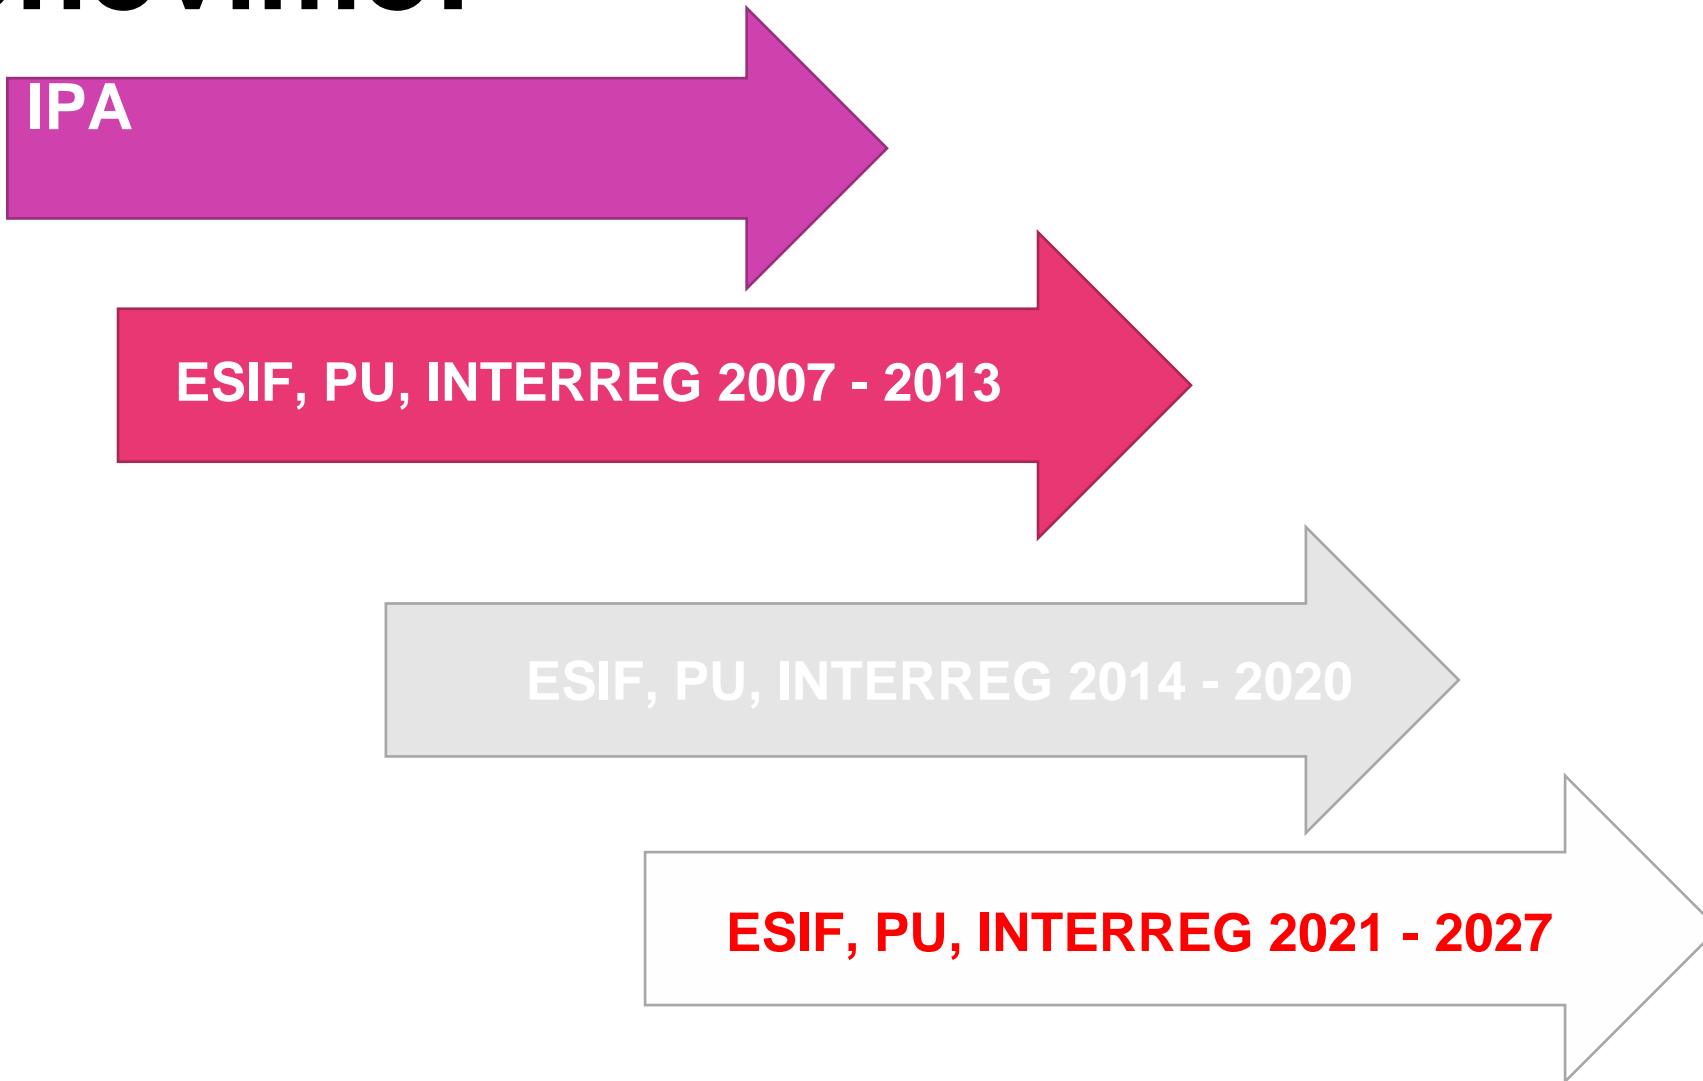 IPA
ESIF, PU, INTERREG 2007 - 2013
ESIF, PU, INTERREG 2014 - 2020
ESIF, PU, INTERREG 2021 - 2027